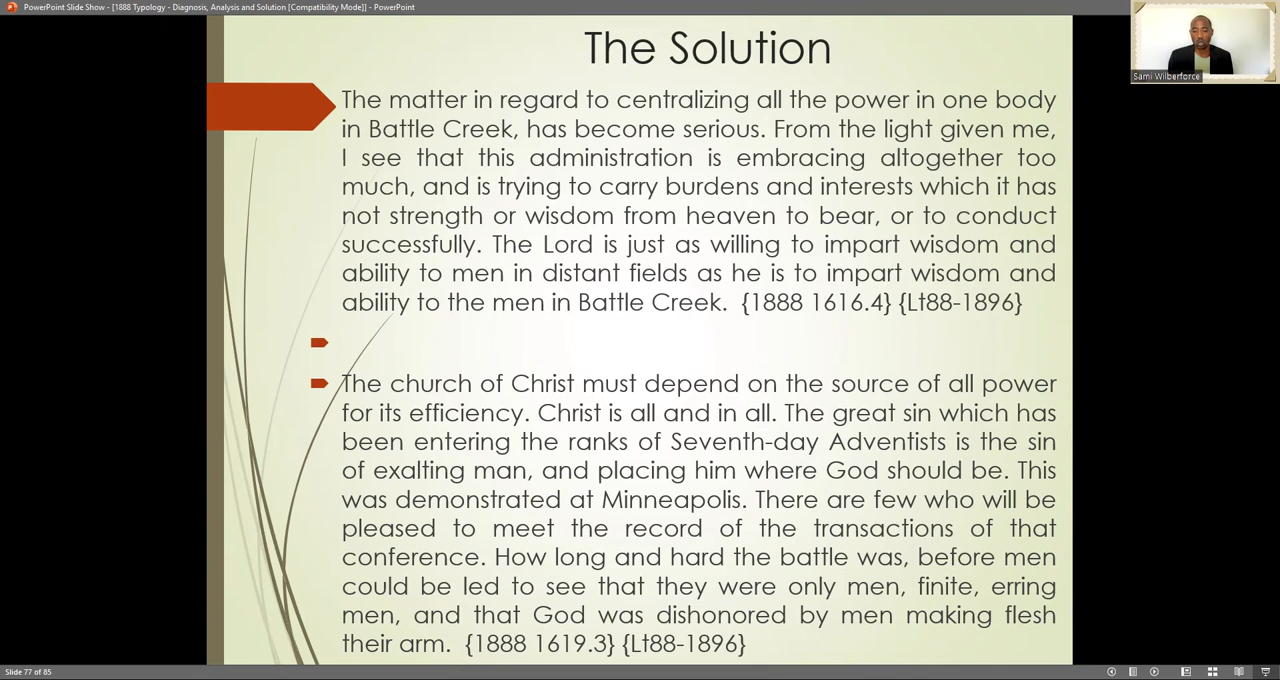 PowerPoint Slide Show - [1888 Typology - Diagnosis, Analysis and Solution [Compatibility Mode]] - PowerPoint
Sami Wilberforce
The Solution
The matter in regard to centralizing all the power in one body
in Battle Creek, has become serious. From the light given me,
I see that this administration is embracing altogether too
much, and is trying to carry burdens and interests which it has
not strength or wisdom from heaven to bear, or to conduct
successfully. The Lord is just as willing to impart wisdom and
ability to men in distant fields as he is to impart wisdom and
ability to the men in Battle Creek. {1888 1616.4} {Lt88-1896}
The church of Christ must depend on the source of all power
for its efficiency. Christ is all and in all. The great sin which has
been entering the ranks of Seventh-day Adventists is the sin
of exalting man, and placing him where God should be. This
was demonstrated at Minneapolis. There are few who will be
pleased to meet the record of the transactions of that
conference. How long and hard the battle was, before men
could be led to see that they were only men, finite, erring
men, and that God was dishonored by men making flesh
their arm. {1888 1619.3} {Lt88-1896}
Slide 77 of 85